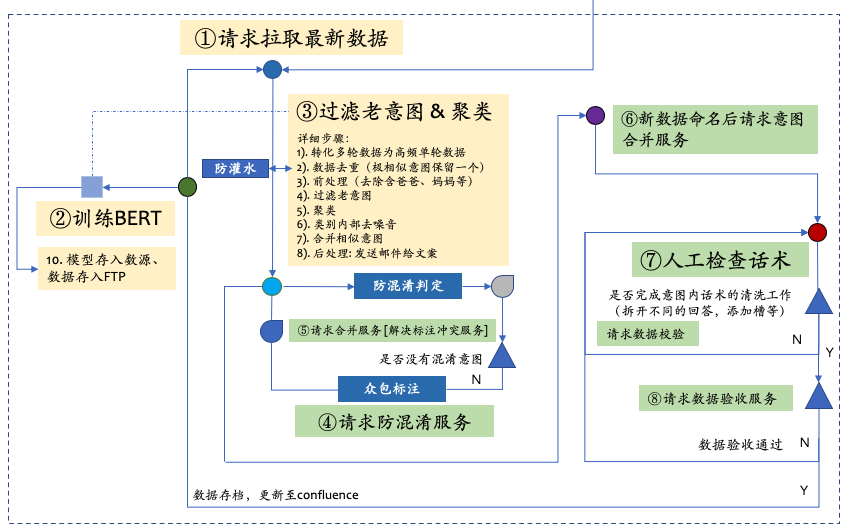 ①请求拉取最新数据
③过滤老意图 & 聚类
详细步骤:
1). 转化多轮数据为高频单轮数据
2). 数据去重（极相似意图保留一个）
3). 前处理（去除含爸爸、妈妈等）
4). 过滤老意图
5). 聚类
6). 类别内部去噪音
7). 合并相似意图
8). 后处理: 发送邮件给文案
防灌水
②训练BERT
10. 模型存入数源、
数据存入FTP
防混淆判定
⑤请求合并服务[解决标注冲突服务]
是否没有混淆意图
N
众包标注
④请求防混淆服务
⑥新数据命名后请求意图
合并服务
⑦人工检查话术
是否完成意图内话术的清洗工作
（拆开不同的回答，添加槽等）
请求数据校验
N
Y
⑧请求数据验收服务
数据验收通过
N
Y
数据存档，更新至confluence